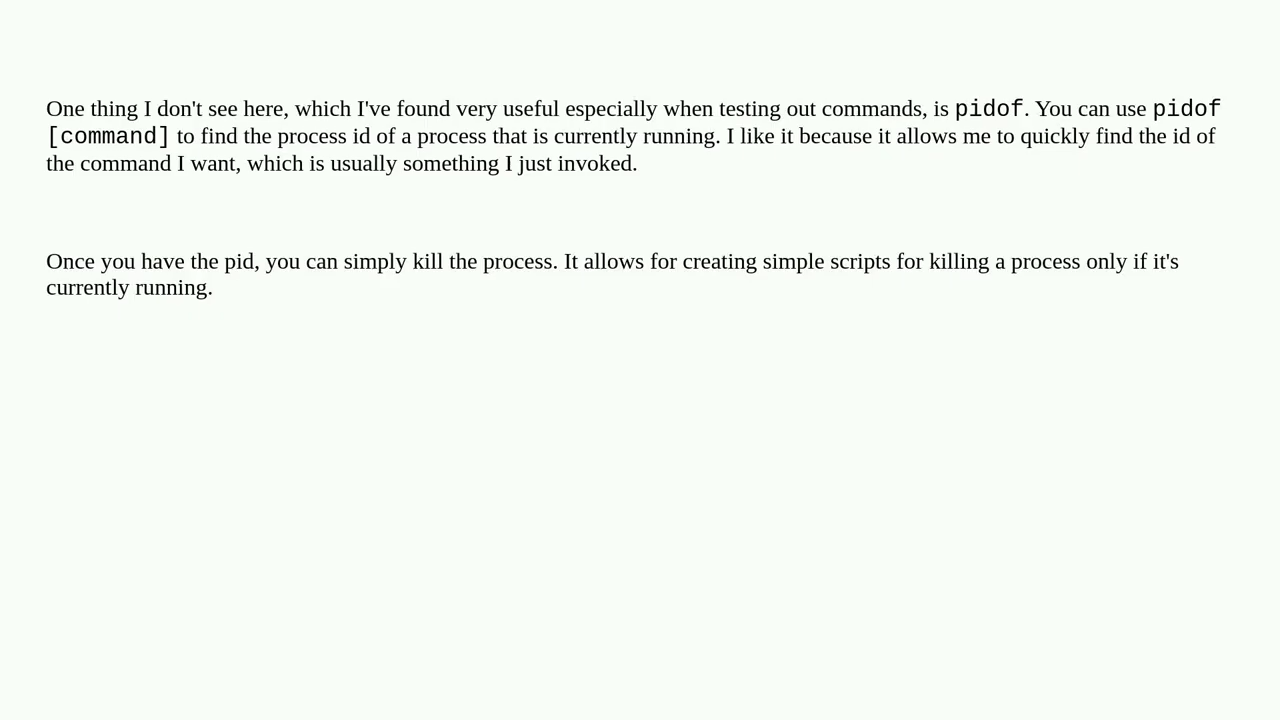 One thing I don't see here, which I've found very useful especially when testing out commands, is pidof. You can use pidof
[command] to find the process id of a process that is currently running. I like it because it allows me to quickly find the id of
the command I want, which is usually something I just invoked.
Once you have the pid, you can simply kill the process. It allows for creating simple scripts for killing a process only if it's
currently running.